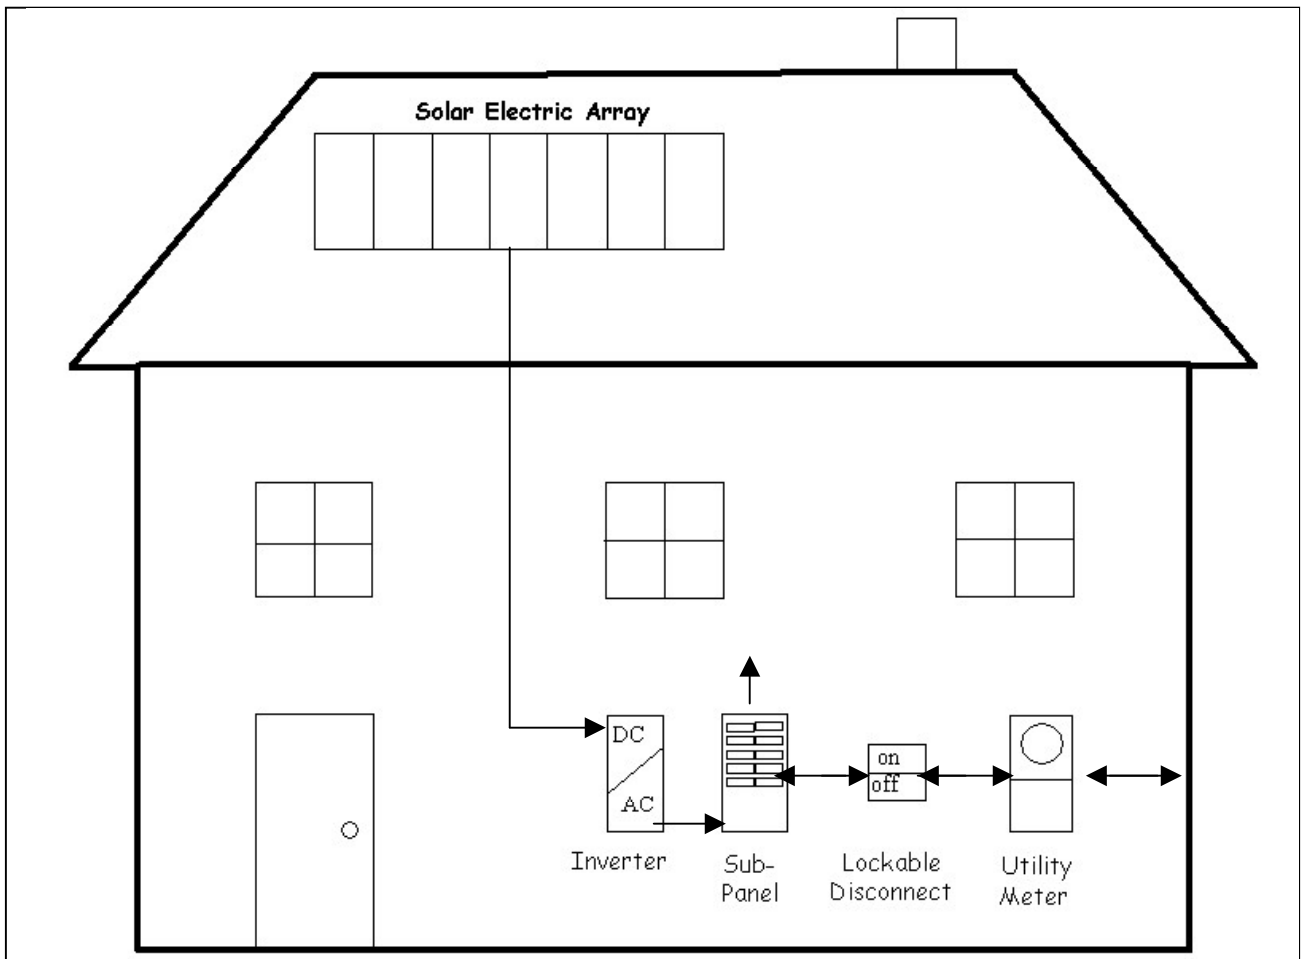 Solar Electric Array
DC
AC
on
off
Inverter
Sub-
Panel
Lockable
Disconnect
Utility
Meter